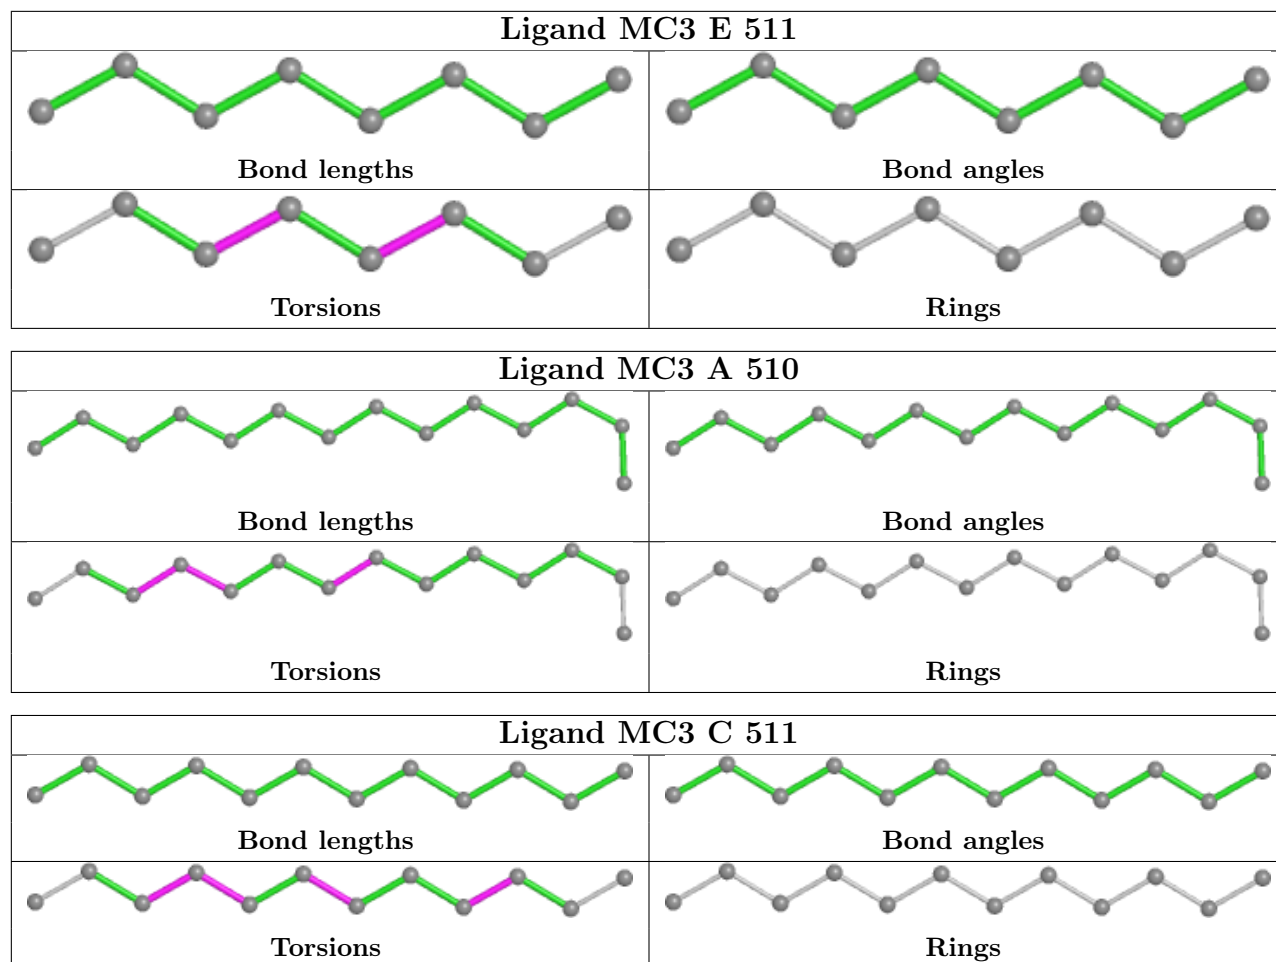 Ligand MC3 E 511
Bond lengths
Bond angles
Torsions
Rings
Ligand MC3 A 510
Bond lengths
Bond angles
Torsions
Rings
Ligand MC3 C 511
Bond lengths
Bond angles
Torsions
Rings